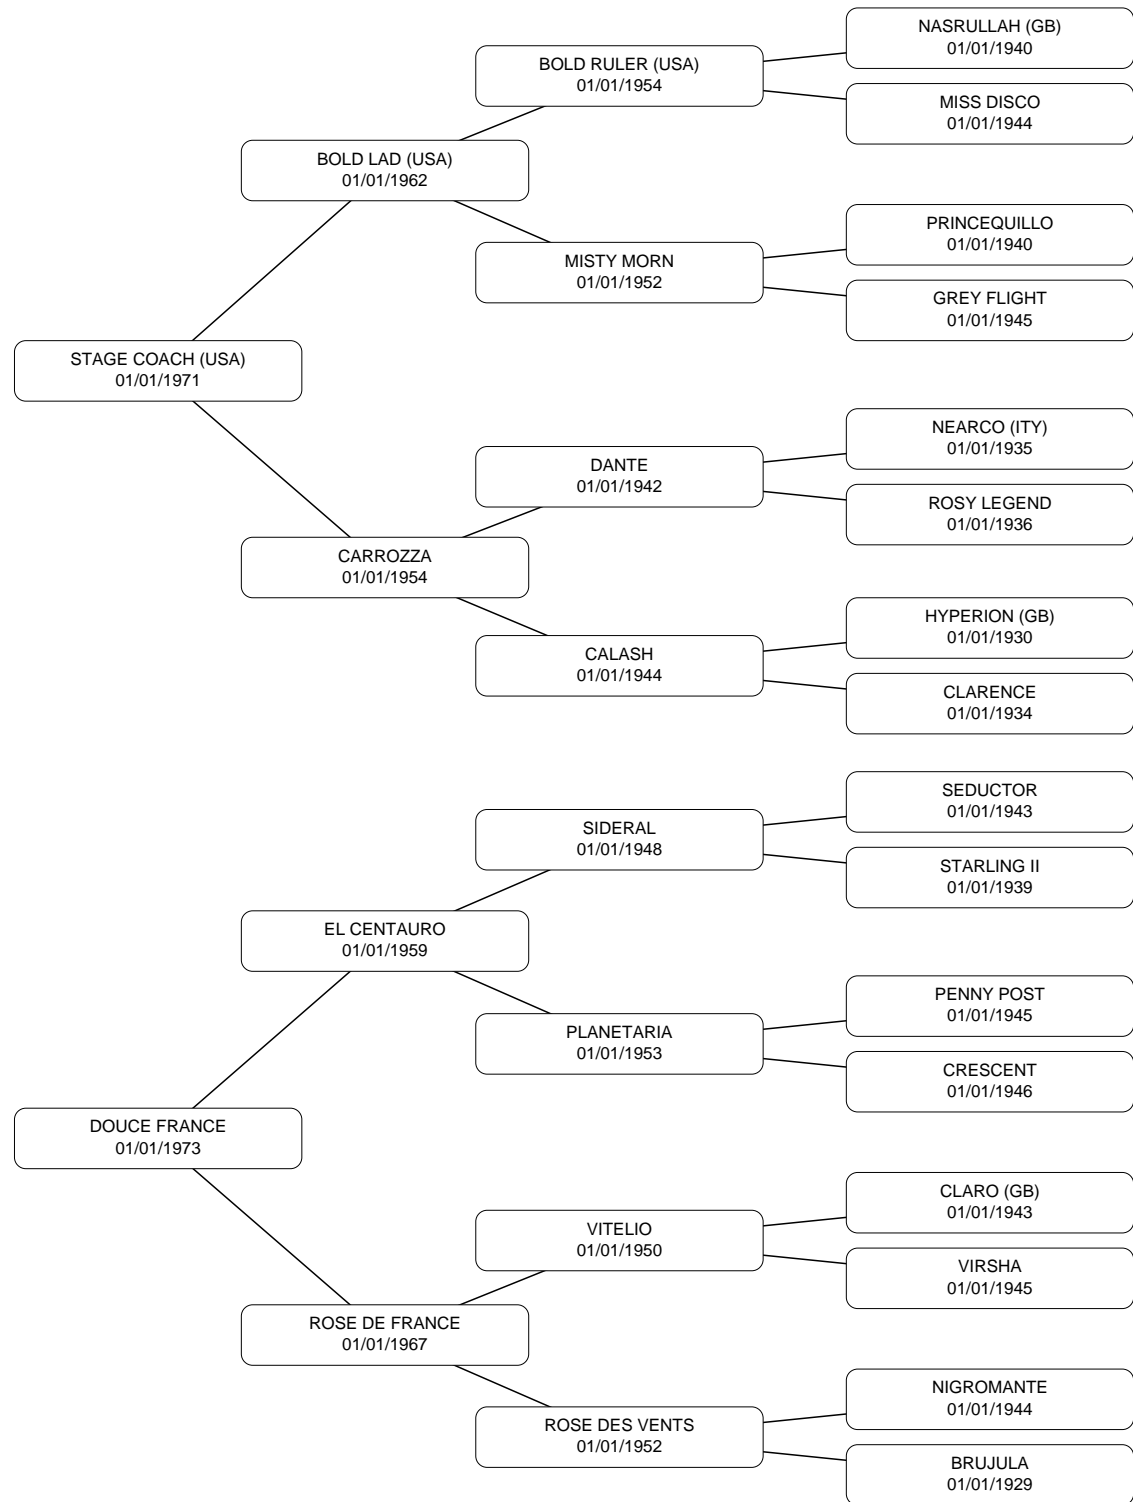 NASRULLAH (GB)
01/01/1940
BOLD RULER (USA)
01/01/1954
MISS DISCO
01/01/1944
BOLD LAD (USA)
01/01/1962
PRINCEQUILLO
01/01/1940
MISTY MORN
01/01/1952
GREY FLIGHT
01/01/1945
STAGE COACH (USA)
01/01/1971
NEARCO (ITY)
01/01/1935
DANTE
01/01/1942
ROSY LEGEND
01/01/1936
CARROZZA
01/01/1954
HYPERION (GB)
01/01/1930
CALASH
01/01/1944
CLARENCE
01/01/1934
SEDUCTOR
01/01/1943
SIDERAL
01/01/1948
STARLING II
01/01/1939
EL CENTAURO
01/01/1959
PENNY POST
01/01/1945
PLANETARIA
01/01/1953
CRESCENT
01/01/1946
DOUCE FRANCE
01/01/1973
CLARO (GB)
01/01/1943
VITELIO
01/01/1950
VIRSHA
01/01/1945
ROSE DE FRANCE
01/01/1967
NIGROMANTE
01/01/1944
ROSE DES VENTS
01/01/1952
BRUJULA
01/01/1929